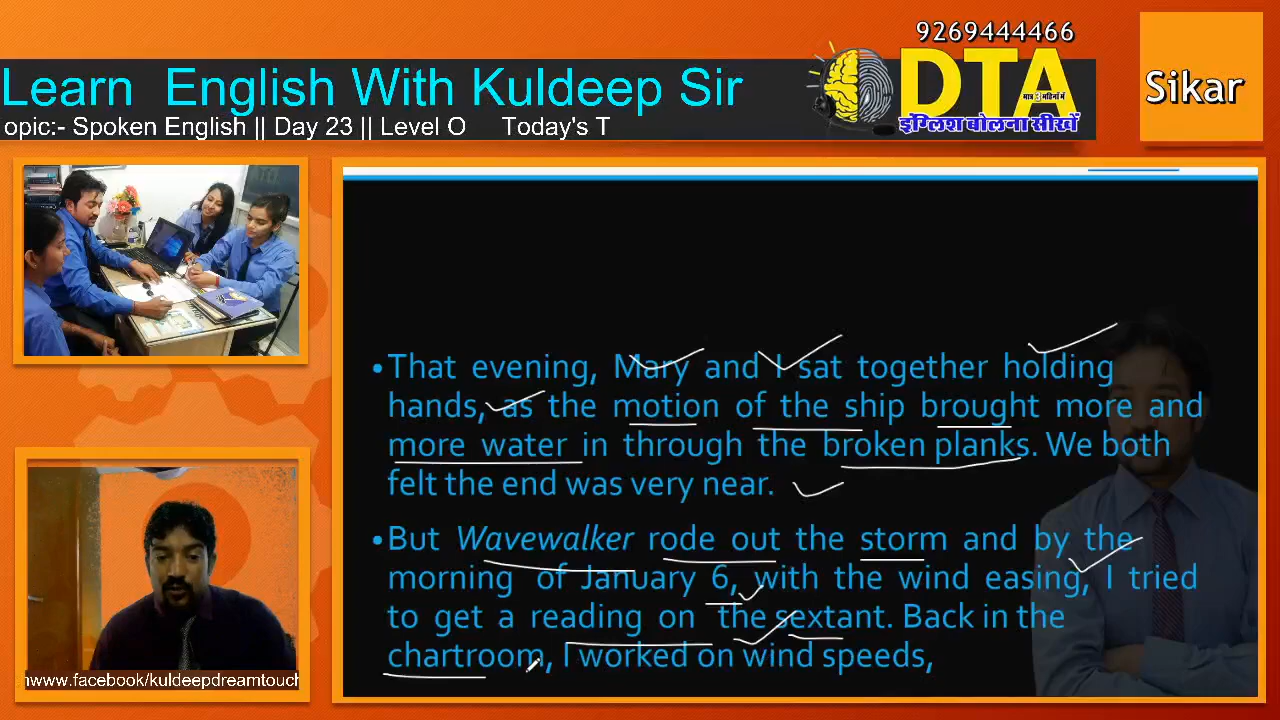 9269444466
Learn English With Kuldeep Sir
opic:- Spoken English || Day 23 || Level O Today's T
DTA
मात्र 3 महिनों में
इंग्लिश बोलना सीखें
Sikar
•That evening, Mary and I sat together holding
hands, as the motion of the ship brought more and
more water in through the broken planks. We both
felt the end was very near.
•But Wavewalker rode out the storm and by the
morning of January 6, with the wind easing, I tried
to get a reading on the sextant. Back in the
chartroom, I worked on wind speeds,
www.facebook/kuldeepdreamtouch